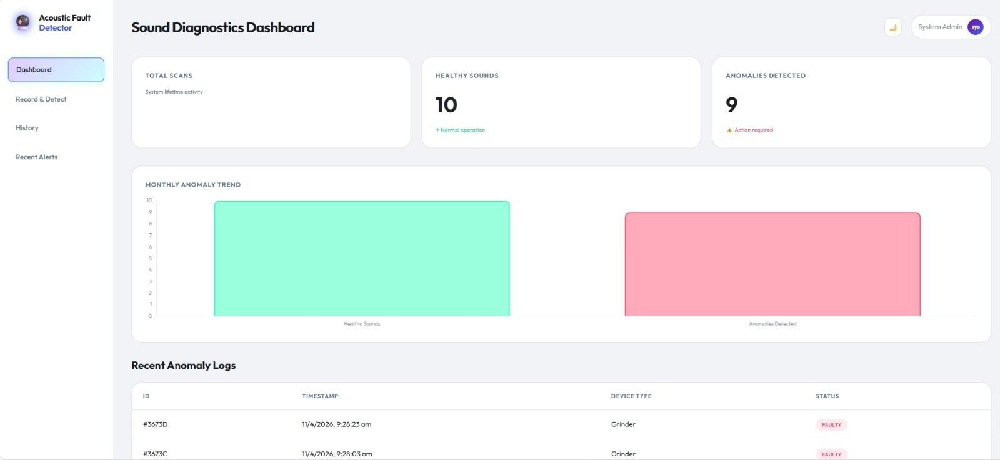 Acoustic Fault
Detector
Sound Diagnostics Dashboard
System Admin
sys
Dashboard
Record & Detect
History
Recent Alerts
TOTAL SCANS
System lifetime activity
HEALTHY SOUNDS
10
↑ Normal operation
ANOMALIES DETECTED
9
⚠ Action required
MONTHLY ANOMALY TREND
10
9
8
7
6
5
4
3
2
1
0
Healthy Sounds
Anomalies Detected
Recent Anomaly Logs
ID TIMESTAMP DEVICE TYPE STATUS
#3673D 11/4/2026, 9:28:23 am Grinder FAULTY
#3673C 11/4/2026, 9:28:03 am Grinder FAULTY